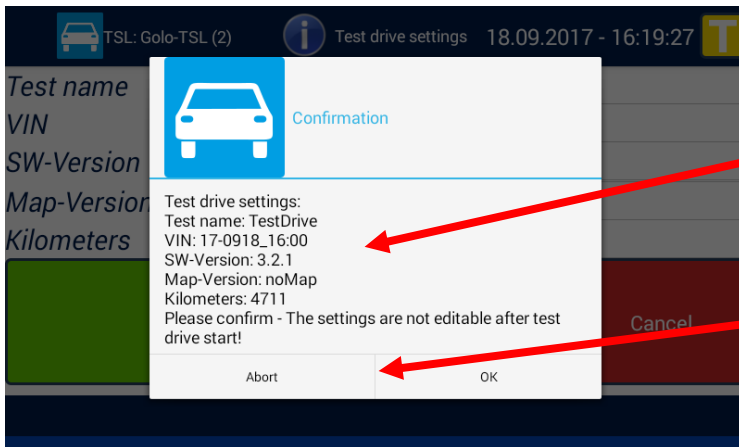 TSL: Golo-TSL (2) Test drive settings 18.09.2017 - 16:19:27 T
Test name
VIN
SW-Version
Map-Version
Kilometers
Confirmation
Test drive settings:
Test name: TestDrive
VIN: 17-0918_16:00
SW-Version: 3.2.1
Map-Version: noMap
Kilometers: 4711
Please confirm - The settings are not editable after test
drive start!
Cancel
Abort OK